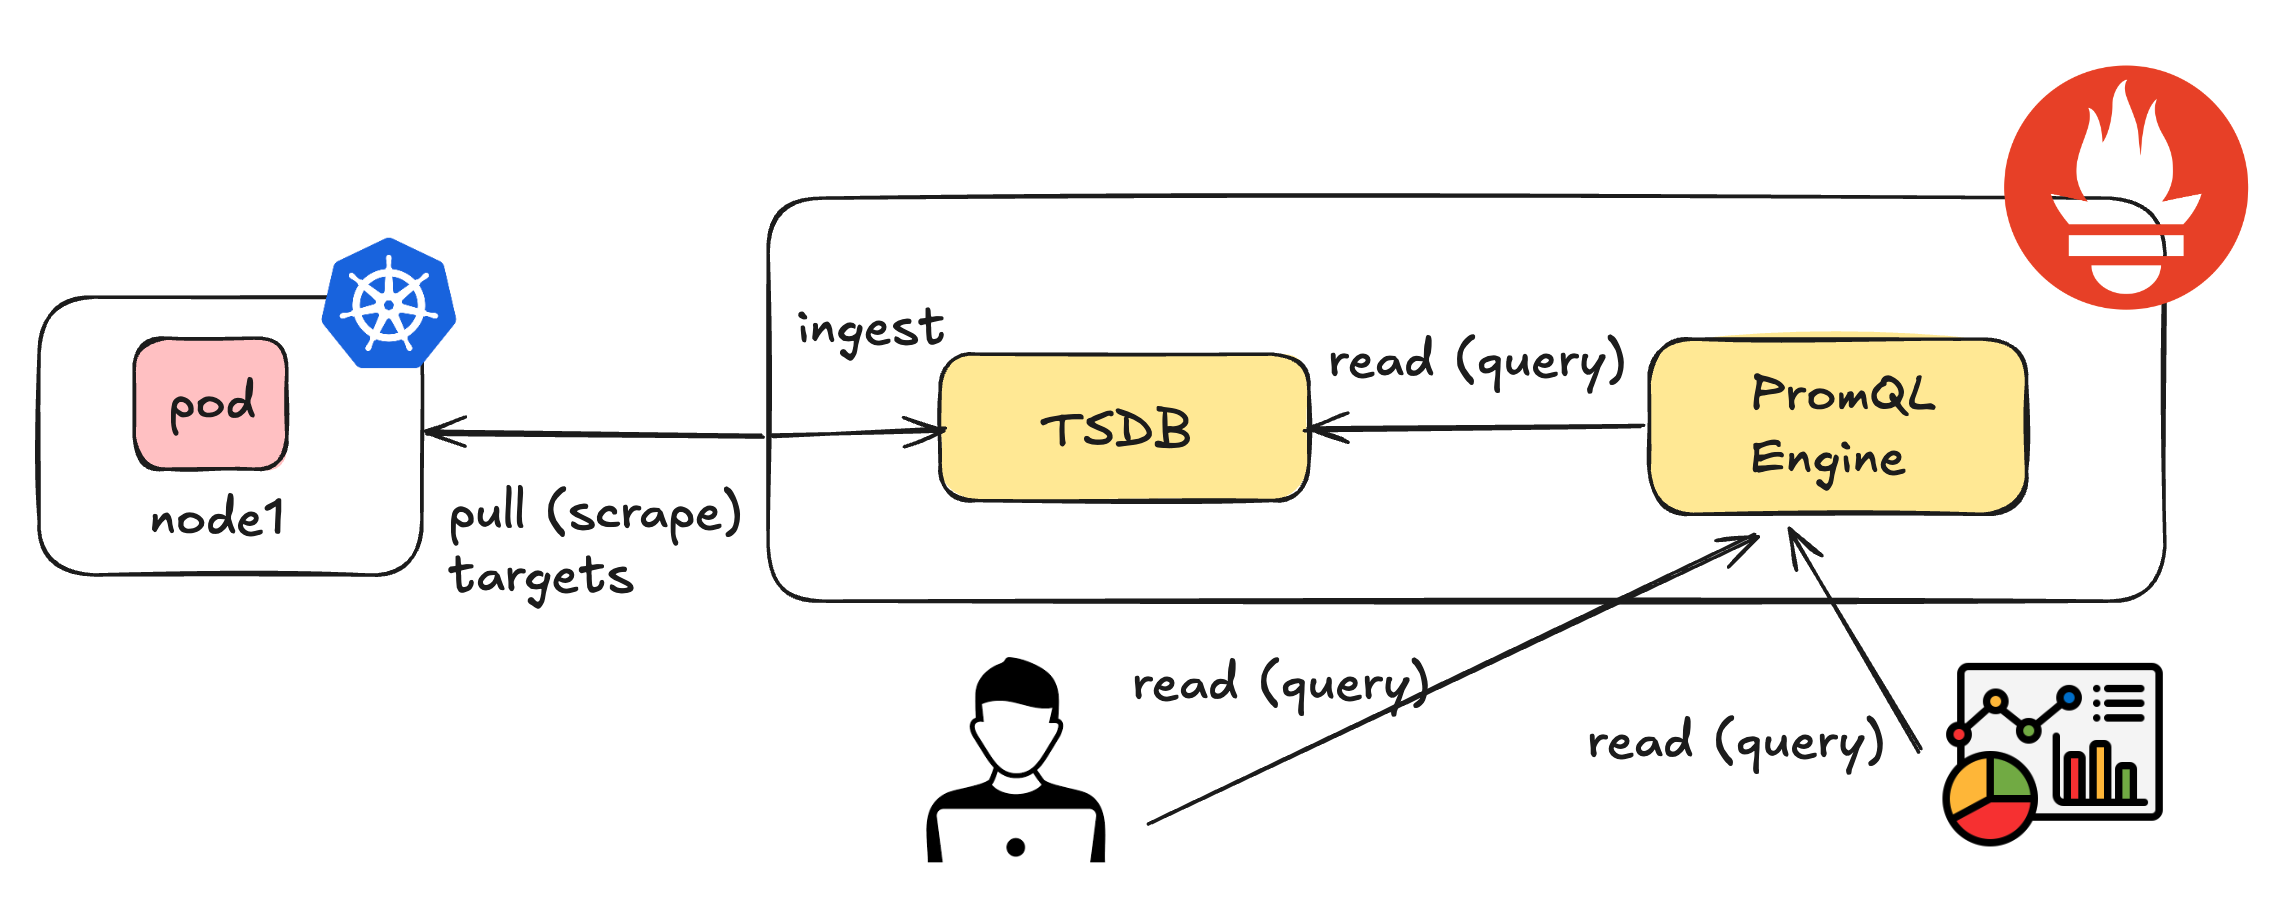 pod
node1
pull (scrape)
targets
ingest
TSDB
read (query)
PromQL
Engine
read (query)
read (query)